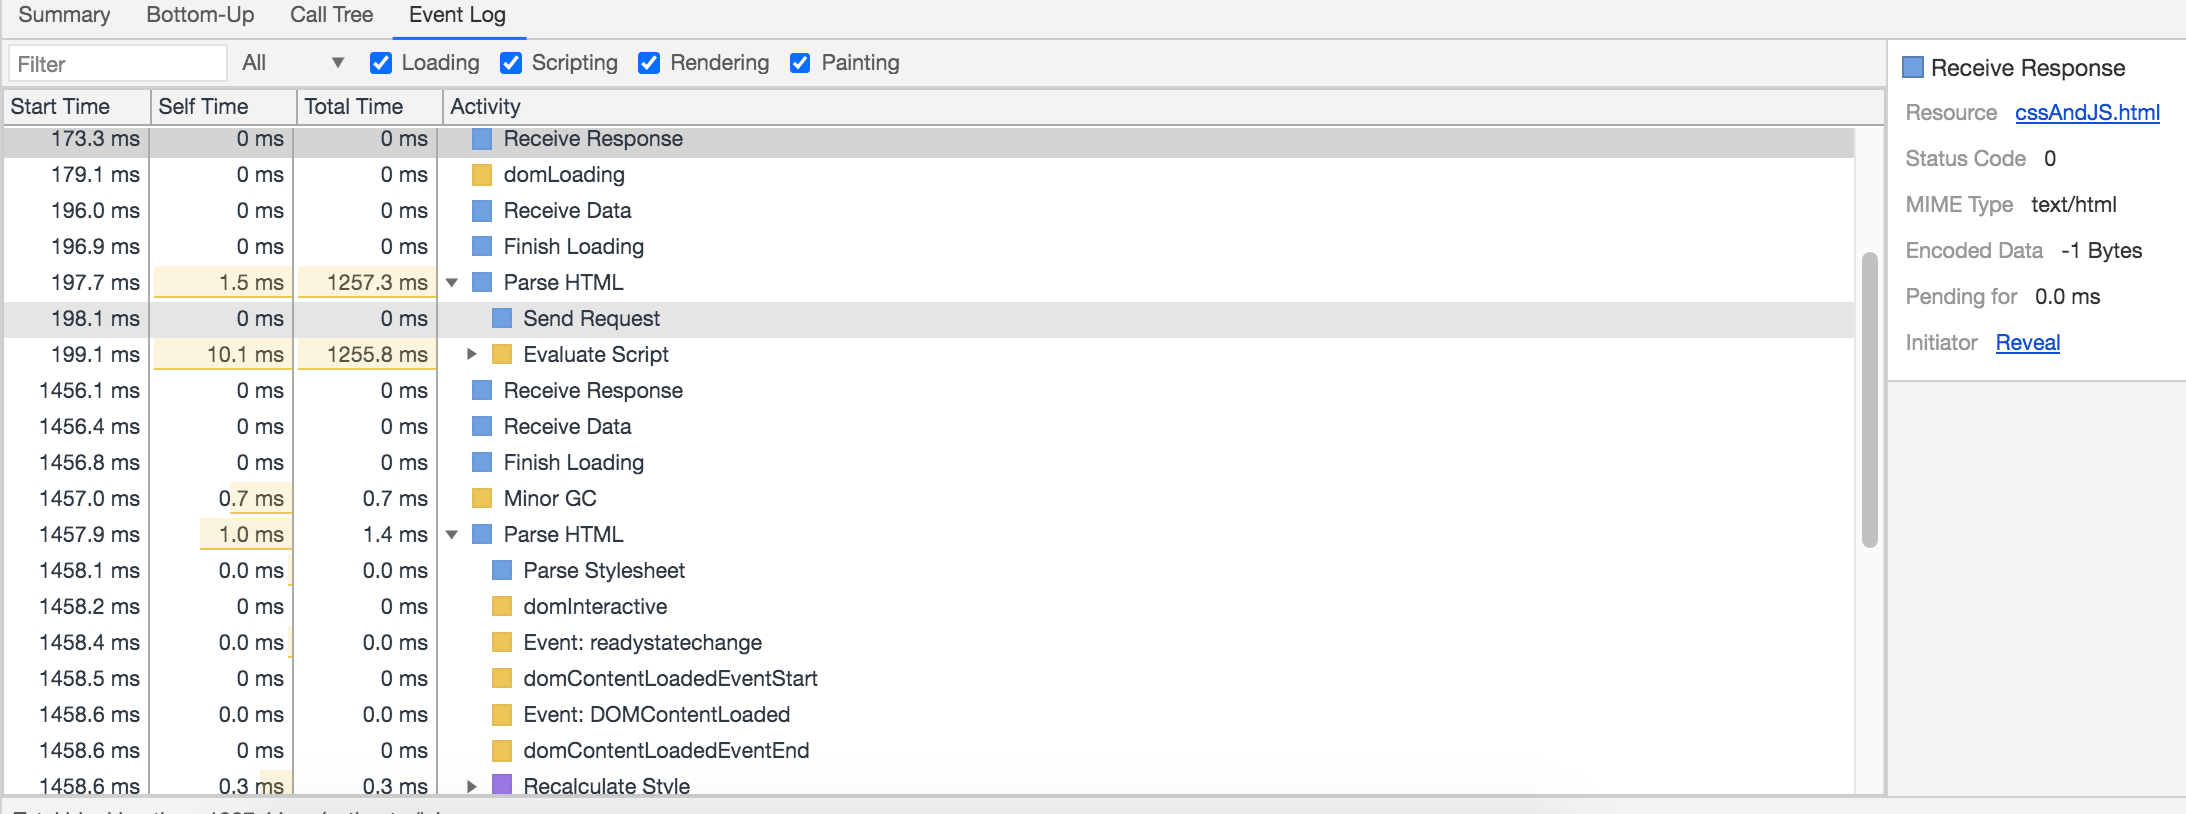 Summary Bottom-Up Call Tree Event Log
Filter All ▼ Loading Scripting Rendering Painting
Start Time Self Time Total Time Activity
173.3 ms 0 ms 0 ms Receive Response
179.1 ms 0 ms 0 ms domLoading
196.0 ms 0 ms 0 ms Receive Data
196.9 ms 0 ms 0 ms Finish Loading
197.7 ms 1.5 ms 1257.3 ms ▼ Parse HTML
198.1 ms 0 ms 0 ms Send Request
199.1 ms 10.1 ms 1255.8 ms ▶ Evaluate Script
1456.1 ms 0 ms 0 ms Receive Response
1456.4 ms 0 ms 0 ms Receive Data
1456.8 ms 0 ms 0 ms Finish Loading
1457.0 ms 0.7 ms 0.7 ms Minor GC
1457.9 ms 1.0 ms 1.4 ms ▼ Parse HTML
1458.1 ms 0.0 ms 0.0 ms Parse Stylesheet
1458.2 ms 0 ms 0 ms domInteractive
1458.4 ms 0.0 ms 0.0 ms Event: readystatechange
1458.5 ms 0 ms 0 ms domContentLoadedEventStart
1458.6 ms 0.0 ms 0.0 ms Event: DOMContentLoaded
1458.6 ms 0 ms 0 ms domContentLoadedEventEnd
1458.6 ms 0.3 ms 0.3 ms ▶ Recalculate Style
Receive Response
Resource cssAndJS.html
Status Code 0
MIME Type text/html
Encoded Data -1 Bytes
Pending for 0.0 ms
Initiator Reveal